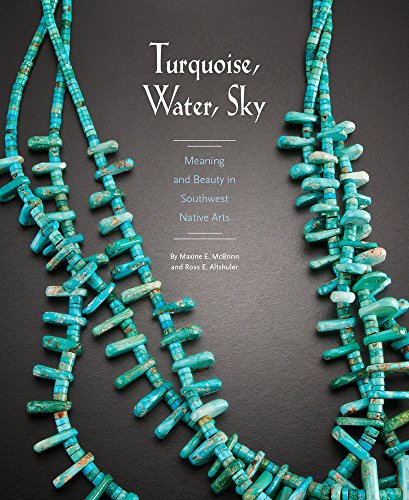 Turquoise,
Water, Sky
Meaning
and Beauty in
Southwest
Native Arts
By Maxine E. McBrinn
and Ross E. Altshuler